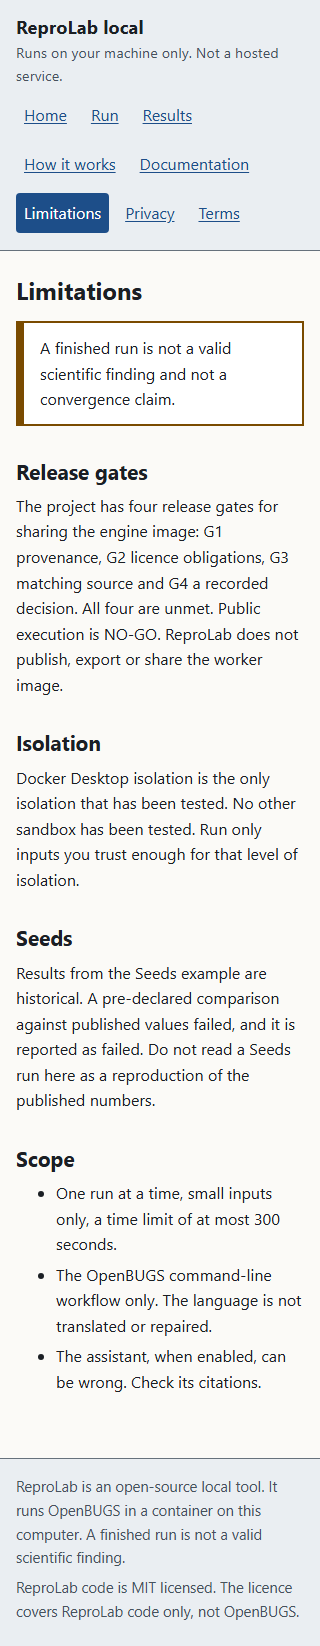 ReproLab local
Runs on your machine only. Not a hosted
service.
Home Run Results
How it works Documentation
Limitations Privacy Terms
Limitations
A finished run is not a valid
scientific finding and not a
convergence claim.
Release gates
The project has four release gates for
sharing the engine image: G1
provenance, G2 licence obligations, G3
matching source and G4 a recorded
decision. All four are unmet. Public
execution is NO-GO. ReproLab does not
publish, export or share the worker
image.
Isolation
Docker Desktop isolation is the only
isolation that has been tested. No other
sandbox has been tested. Run only
inputs you trust enough for that level of
isolation.
Seeds
Results from the Seeds example are
historical. A pre-declared comparison
against published values failed, and it is
reported as failed. Do not read a Seeds
run here as a reproduction of the
published numbers.
Scope
• One run at a time, small inputs
only, a time limit of at most 300
seconds.
• The OpenBUGS command-line
workflow only. The language is not
translated or repaired.
• The assistant, when enabled, can
be wrong. Check its citations.
ReproLab is an open-source local tool. It
runs OpenBUGS in a container on this
computer. A finished run is not a valid
scientific finding.
ReproLab code is MIT licensed. The licence
covers ReproLab code only, not OpenBUGS.